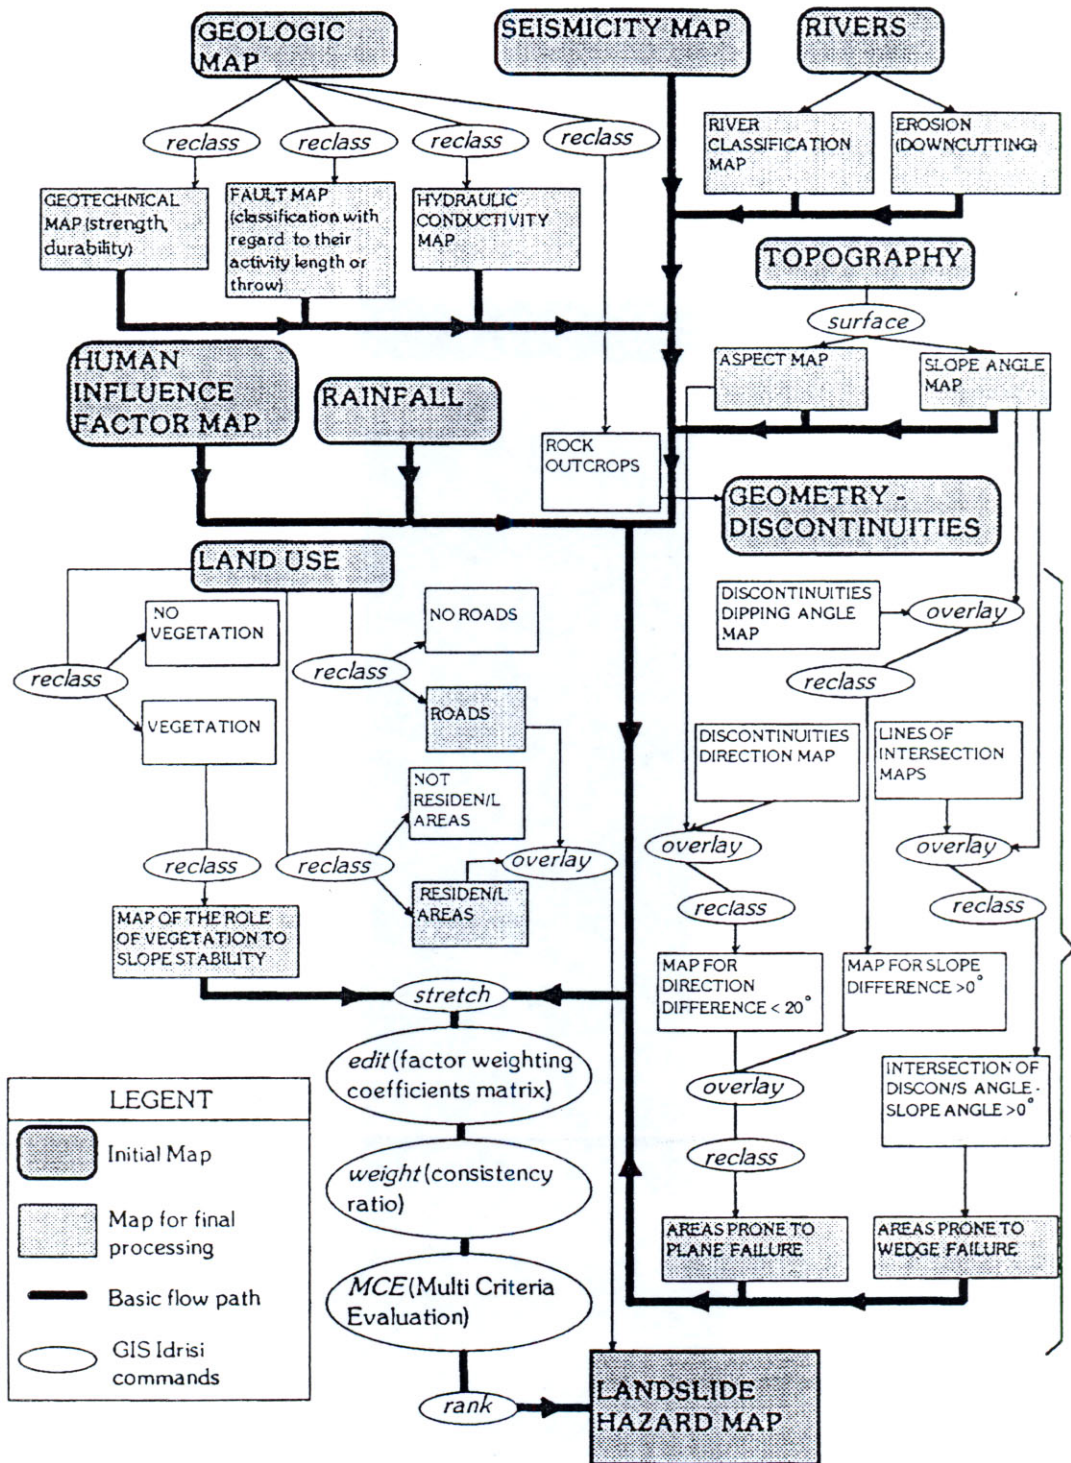 GEOLOGIC
MAP
SEISMICITY MAP
RIVERS
reclass
reclass
reclass
reclass
RIVER
CLASSIFICATION
MAP
EROSION
(DOWNCUTTING)
GEOTECHNICAL
MAP (strength,
durability)
FAULT MAP
(classification with
regard to their
activity length or
throw)
HYDRAULIC
CONDUCTIVITY
MAP
TOPOGRAPHY
surface
HUMAN
INFLUENCE
FACTOR MAP
RAINFALL
ASPECT MAP
SLOPE ANGLE
MAP
ROCK
OUTCROPS
GEOMETRY -
DISCONTINUITIES
LAND USE
NO
VEGETATION
NO ROADS
DISCONTINUITIES
DIPPING ANGLE
MAP
overlay
reclass
reclass
reclass
VEGETATION
ROADS
DISCONTINUITIES
DIRECTION MAP
LINES OF
INTERSECTION
MAPS
NOT
RESIDEN/L
AREAS
reclass
reclass
overlay
overlay
overlay
RESIDEN/L
AREAS
reclass
reclass
MAP OF THE ROLE
OF VEGETATION TO
SLOPE STABILITY
MAP FOR
DIRECTION
DIFFERENCE < 20°
MAP FOR SLOPE
DIFFERENCE >0°
stretch
edit (factor weighting
coefficients matrix)
overlay
INTERSECTION OF
DISCON/S ANGLE -
SLOPE ANGLE >0°
reclass
LEGENT
Initial Map
Map for final
processing
Basic flow path
GIS Idrisi
commands
weight (consistency
ratio)
AREAS PRONE TO
PLANE FAILURE
AREAS PRONE TO
WEDGE FAILURE
MCE (Multi Criteria
Evaluation)
rank
LANDSLIDE
HAZARD MAP